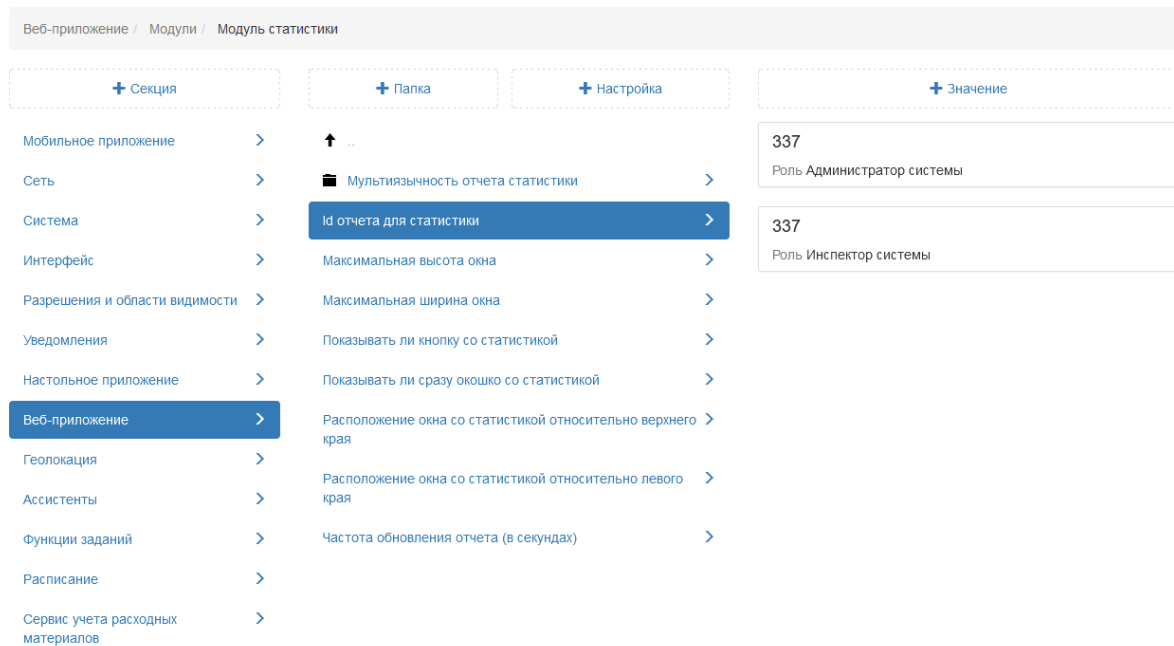 Веб-приложение / Модули / Модуль статистики
Секция
Папка
Настройка
Значение
Мобильное приложение
Сеть
Система
Интерфейс
Разрешения и области видимости
Уведомления
Настольное приложение
Веб-приложение
Геолокация
Ассистенты
Функции заданий
Расписание
Сервис учета расходных
материалов
..
Мультиязычность отчета статистики
Id отчета для статистики
Максимальная высота окна
Максимальная ширина окна
Показывать ли кнопку со статистикой
Показывать ли сразу окошко со статистикой
Расположение окна со статистикой относительно верхнего
края
Расположение окна со статистикой относительно левого
края
Частота обновления отчета (в секундах)
337
Роль Администратор системы
337
Роль Инспектор системы